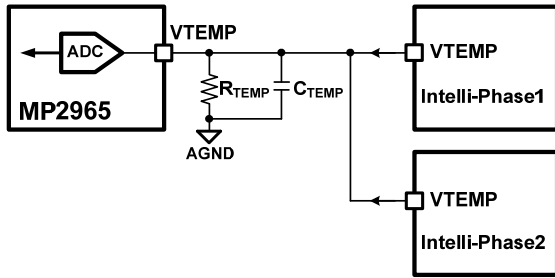 ADC
VTEMP
MP2965
RTEMP
CTEMP
AGND
VTEMP
Intelli-Phase1
VTEMP
Intelli-Phase2